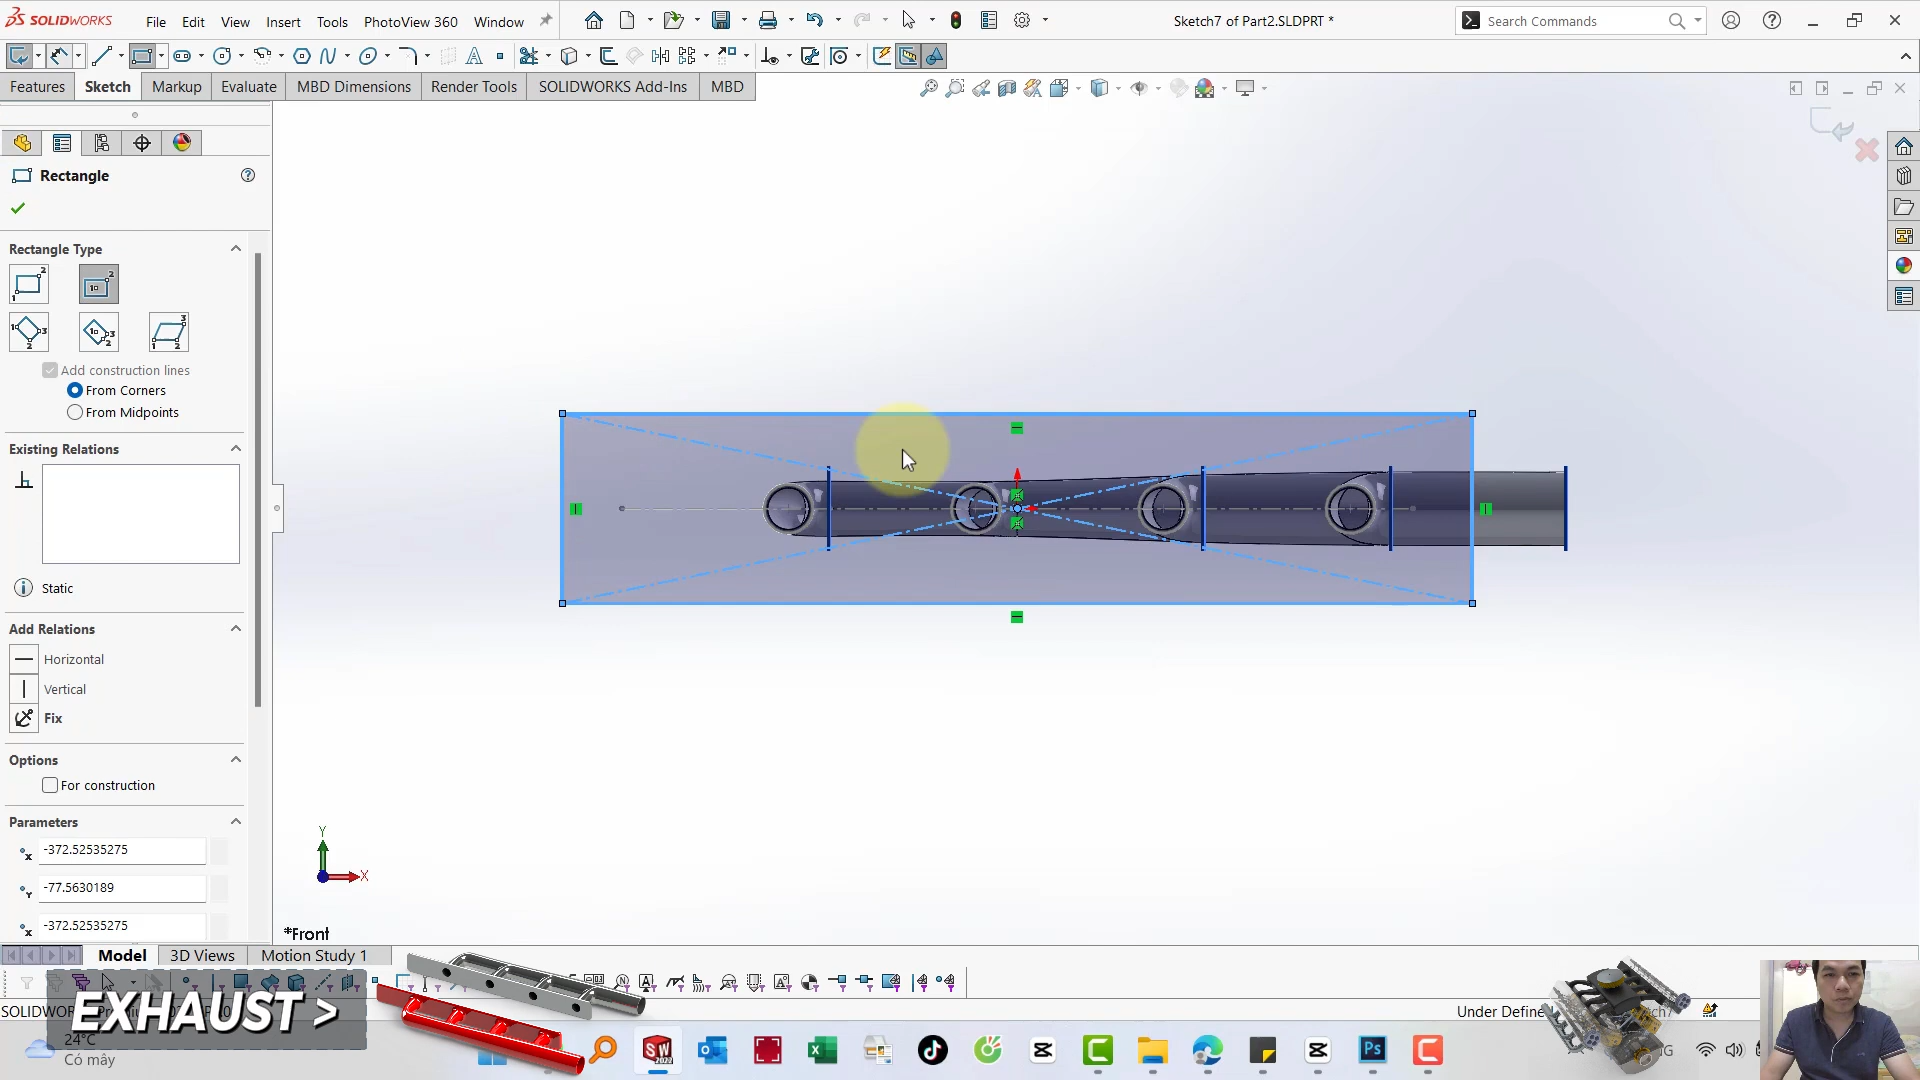 SOLIDWORKS
File Edit View Insert Tools PhotoView 360 Window
Sketch7 of Part2.SLDPRT *
Search Commands
Features Sketch Markup Evaluate MBD Dimensions Render Tools SOLIDWORKS Add-Ins MBD
Rectangle
Rectangle Type
Add construction lines
From Corners
From Midpoints
Existing Relations
Static
Add Relations
Horizontal
Vertical
Fix
Options
For construction
Parameters
-372.52535275
-77.5630189
-372.52535275
Y
X
*Front
Model 3D Views Motion Study 1
EXHAUST >
Under Define
24°C
Có mây